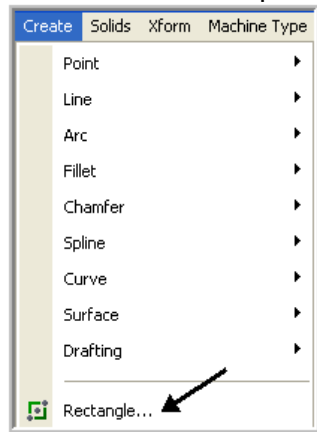 Create Solids Xform Machine Type
Point
Line
Arc
Fillet
Chamfer
Spline
Curve
Surface
Drafting
Rectangle...